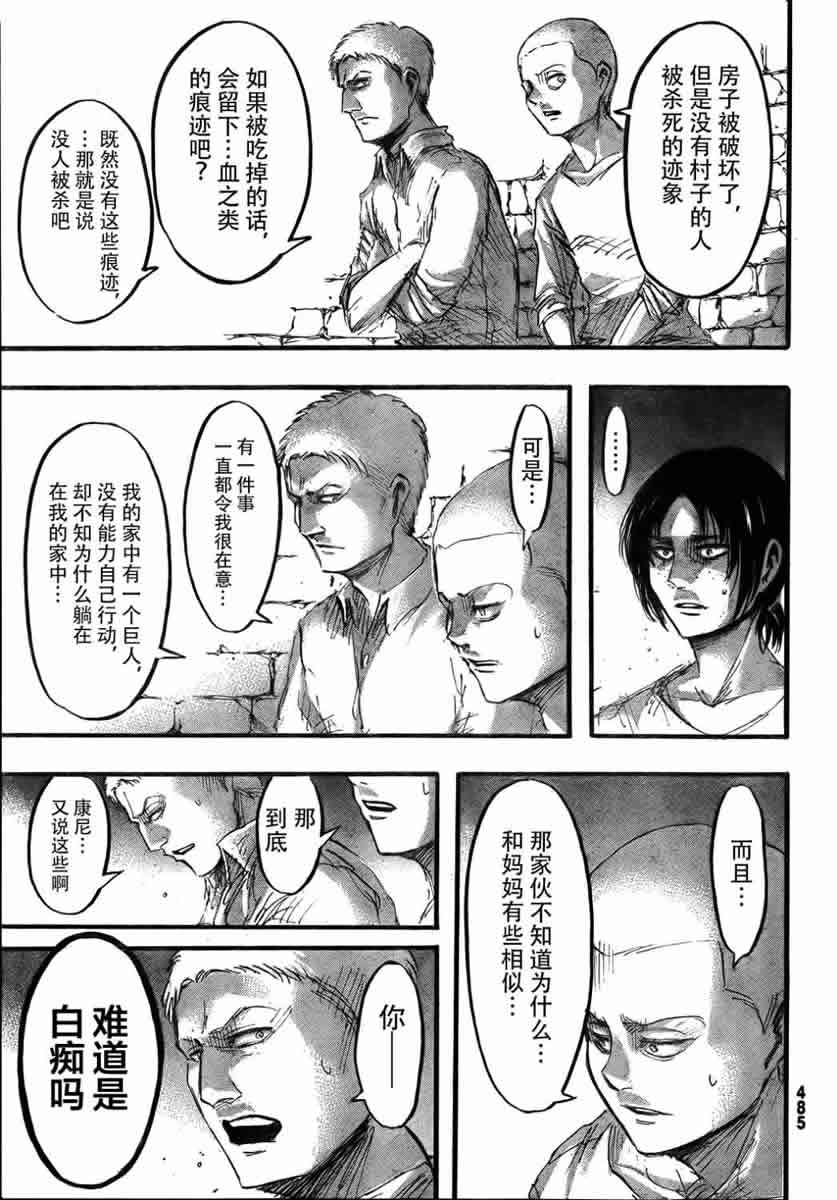 房子被破坏了，
但是没有村子的人
被杀死的迹象
如果被吃掉的话，
会留下…血之类
的痕迹吧？
既然没有这些痕迹，
…那就是说
没人被杀吧
……
可是…
有一件事
一直都令我很在意…
我的家中有一个巨人，
没有能力自己行动，
却不知为什么躺在
在我的家中…
而且…
那家伙不知道为什么…
和妈妈有些相似…
那
到底
康尼…
又说这些啊
你——
难道是
白痴吗
485